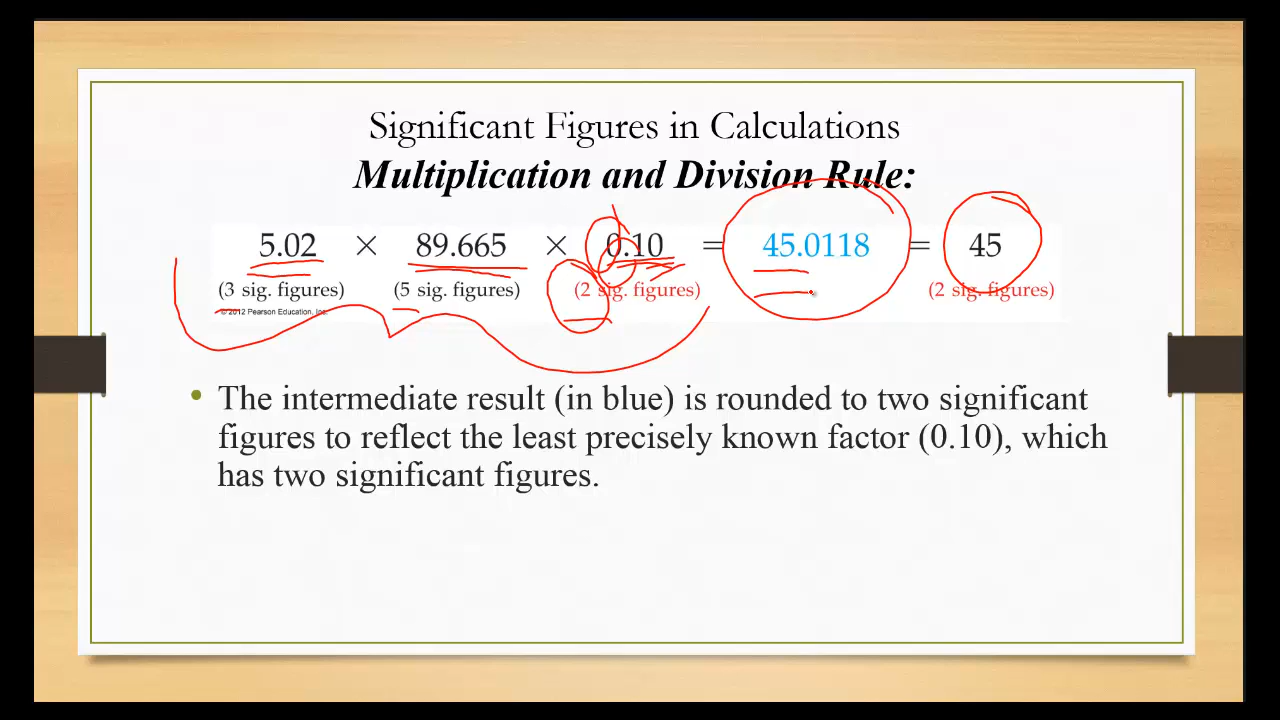 Significant Figures in Calculations
Multiplication and Division Rule:
5.02 × 89.665 × 0.10 = 45.0118 = 45
(3 sig. figures) (5 sig. figures) (2 sig. figures) (2 sig. figures)
© 2012 Pearson Education, Inc.
• The intermediate result (in blue) is rounded to two significant
figures to reflect the least precisely known factor (0.10), which
has two significant figures.